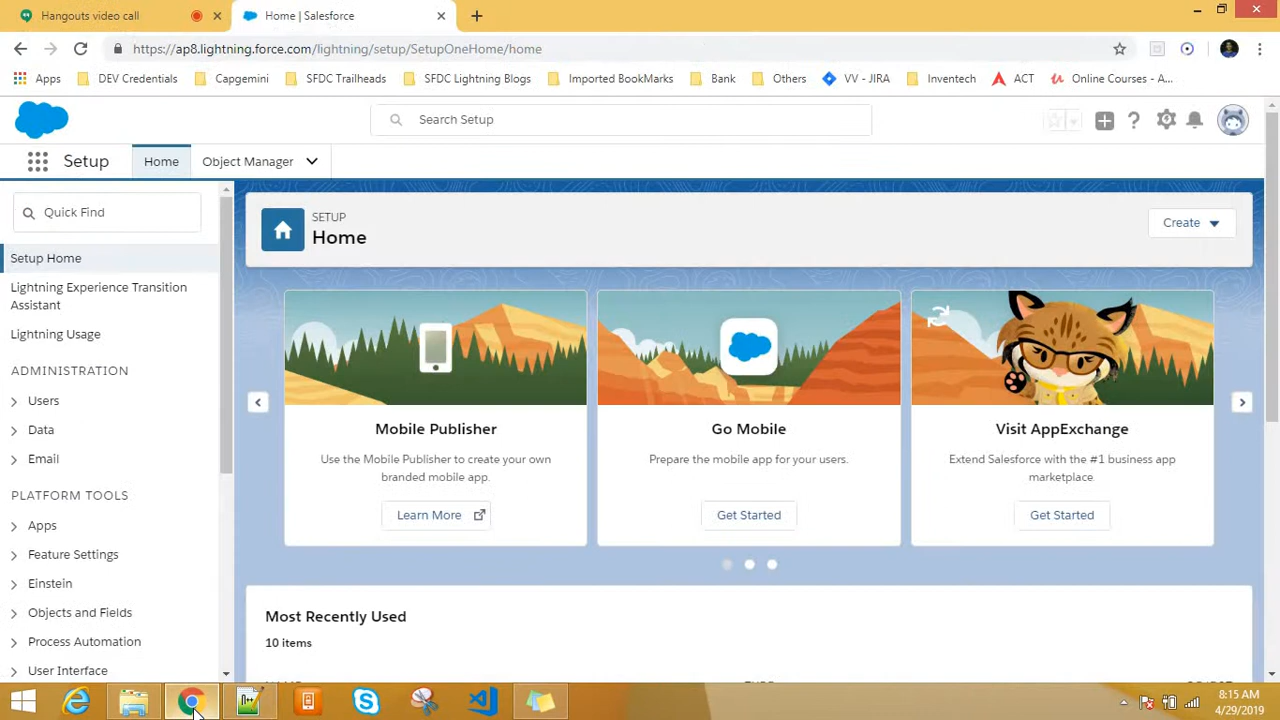 Hangouts video call
Home | Salesforce
https://ap8.lightning.force.com/lightning/setup/SetupOneHome/home
Apps DEV Credentials Capgemini SFDC Trailheads SFDC Lightning Blogs Imported BookMarks Bank Others VV - JIRA Inventech ACT Online Courses - A...
Search Setup
Setup Home Object Manager
Quick Find
Setup Home
Lightning Experience Transition
Assistant
Lightning Usage
ADMINISTRATION
Users
Data
Email
PLATFORM TOOLS
Apps
Feature Settings
Einstein
Objects and Fields
Process Automation
User Interface
SETUP
Home
Create
Mobile Publisher
Use the Mobile Publisher to create your own
branded mobile app.
Learn More
Go Mobile
Prepare the mobile app for your users.
Get Started
Visit AppExchange
Extend Salesforce with the #1 business app
marketplace.
Get Started
Most Recently Used
10 items
8:15 AM
4/29/2019